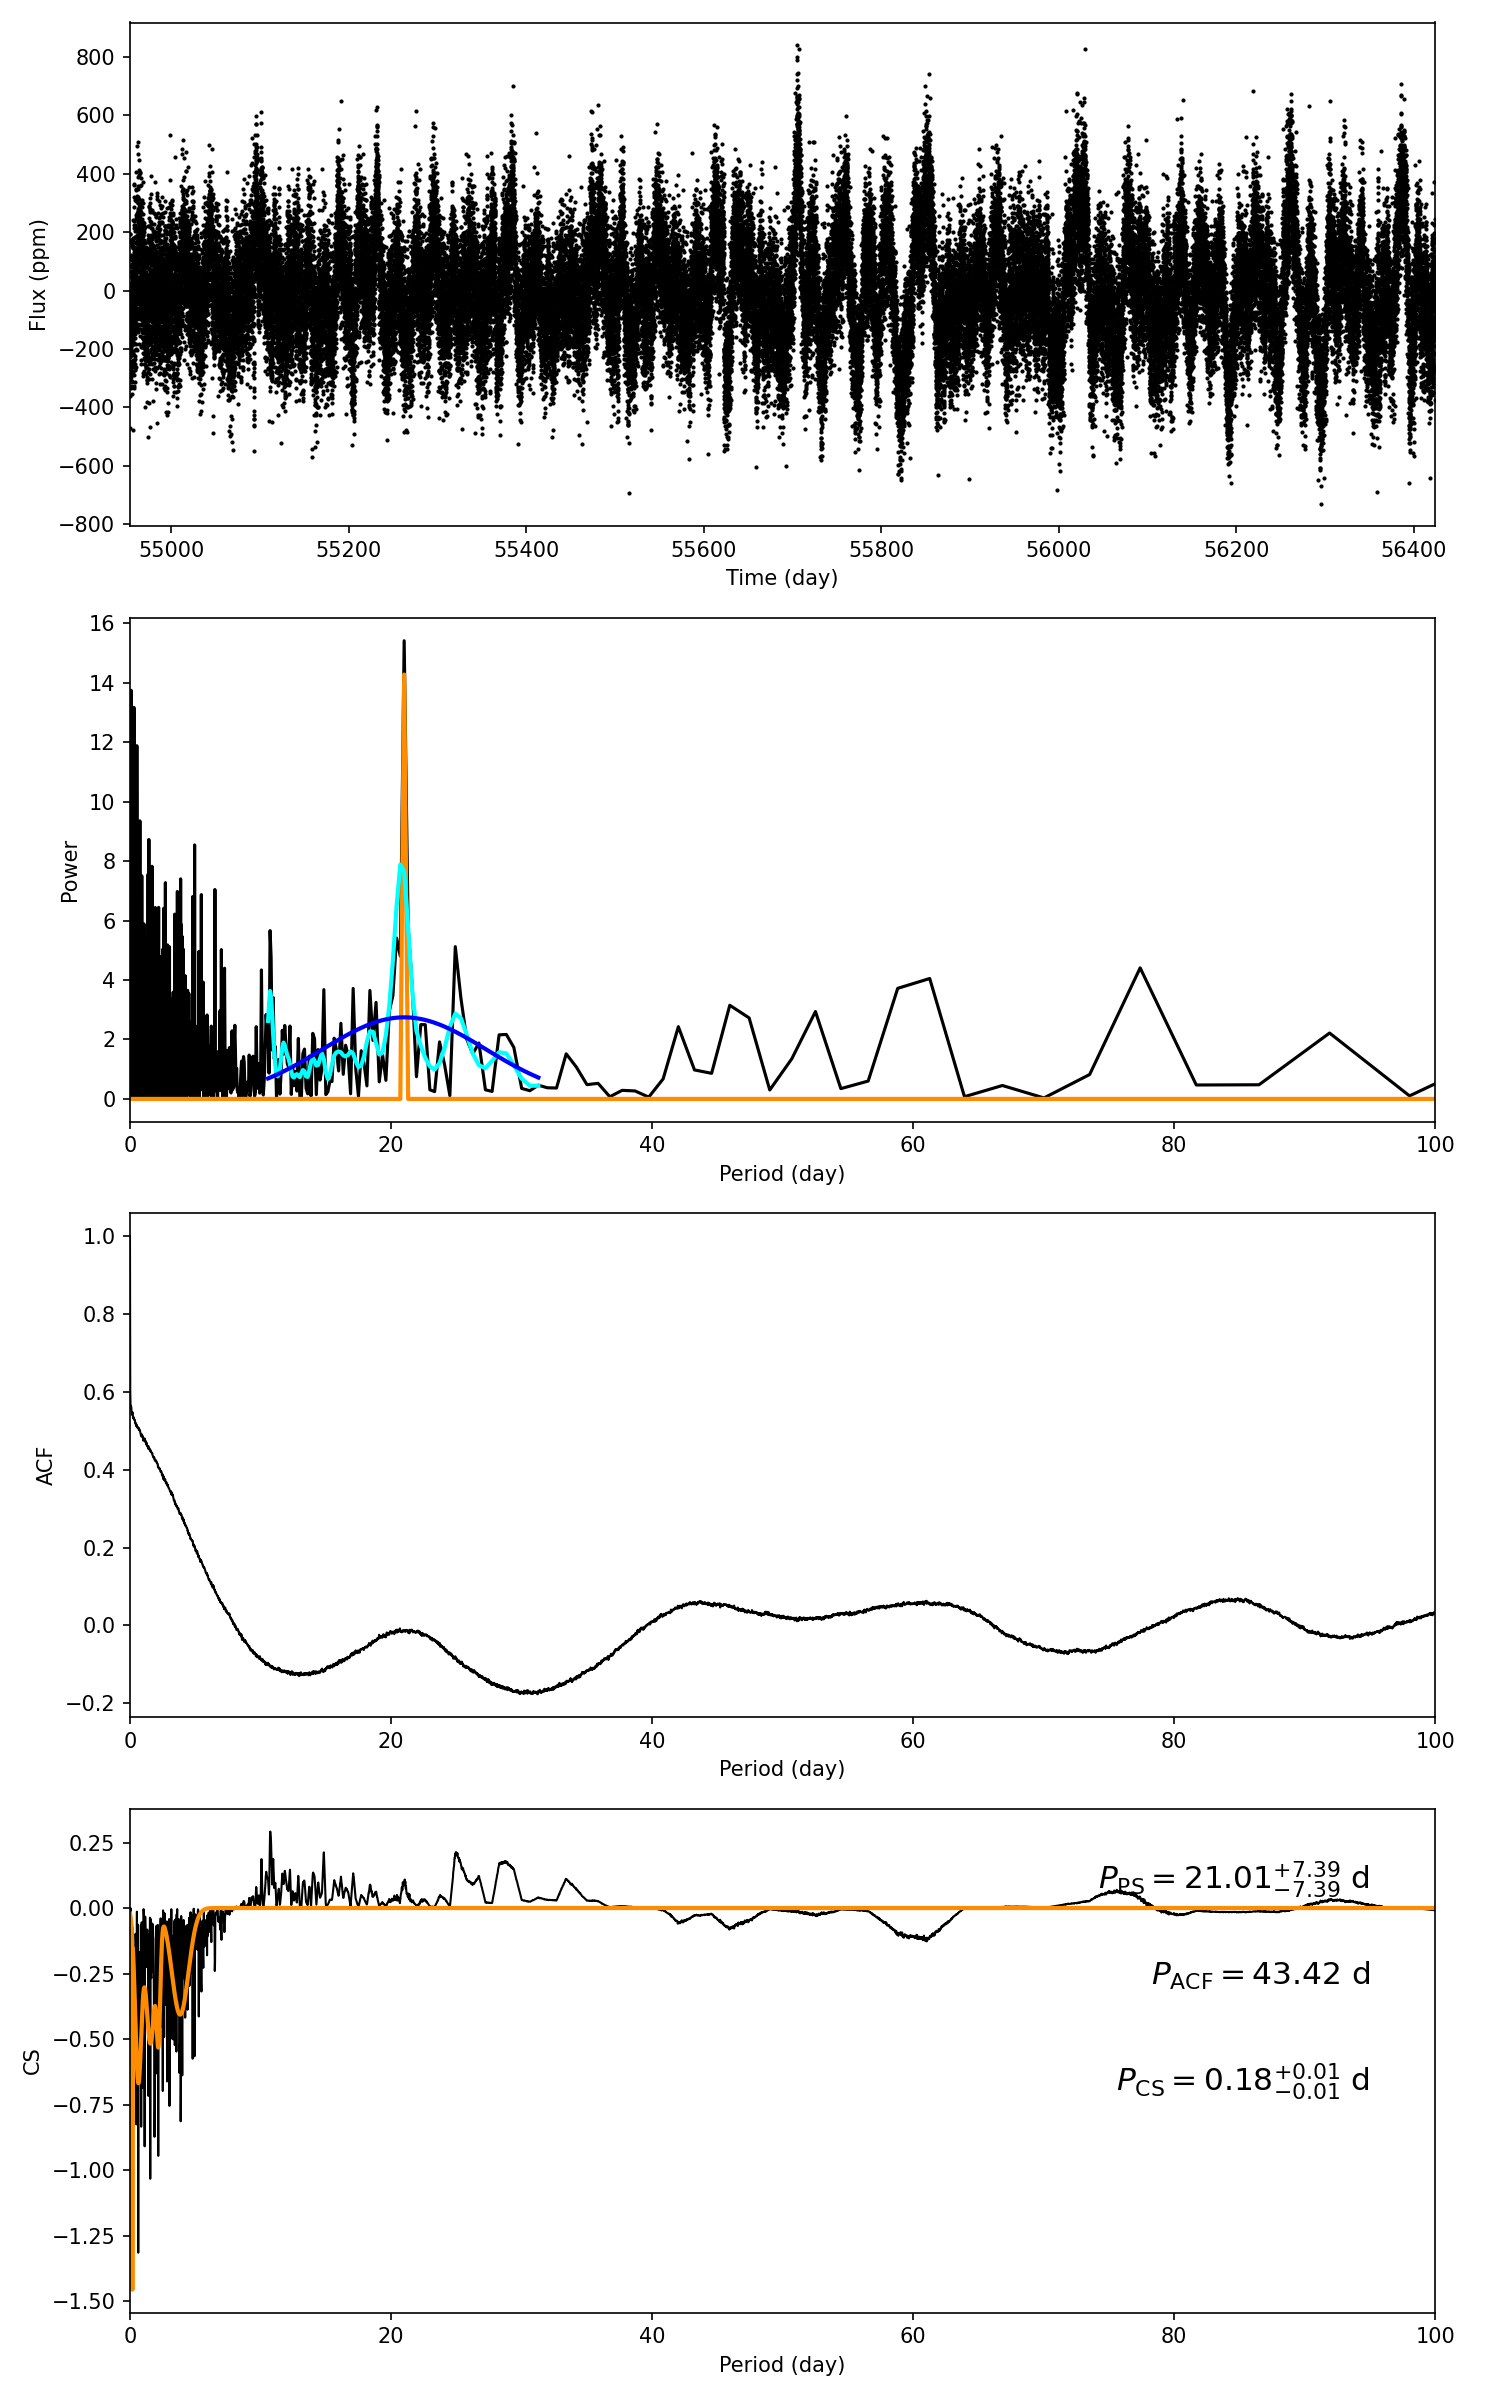 800
600
400
200
0
−200
−400
−600
−800
Flux (ppm)
55000 55200 55400 55600 55800 56000 56200 56400
Time (day)
16
14
12
10
8
6
4
2
0
Power
0 20 40 60 80 100
Period (day)
1.0
0.8
0.6
0.4
0.2
0.0
−0.2
ACF
0 20 40 60 80 100
Period (day)
0.25
0.00
−0.25
−0.50
−0.75
−1.00
−1.25
−1.50
CS
P_PS = 21.01 +7.39 −7.39 d
P_ACF = 43.42 d
P_CS = 0.18 +0.01 −0.01 d
0 20 40 60 80 100
Period (day)